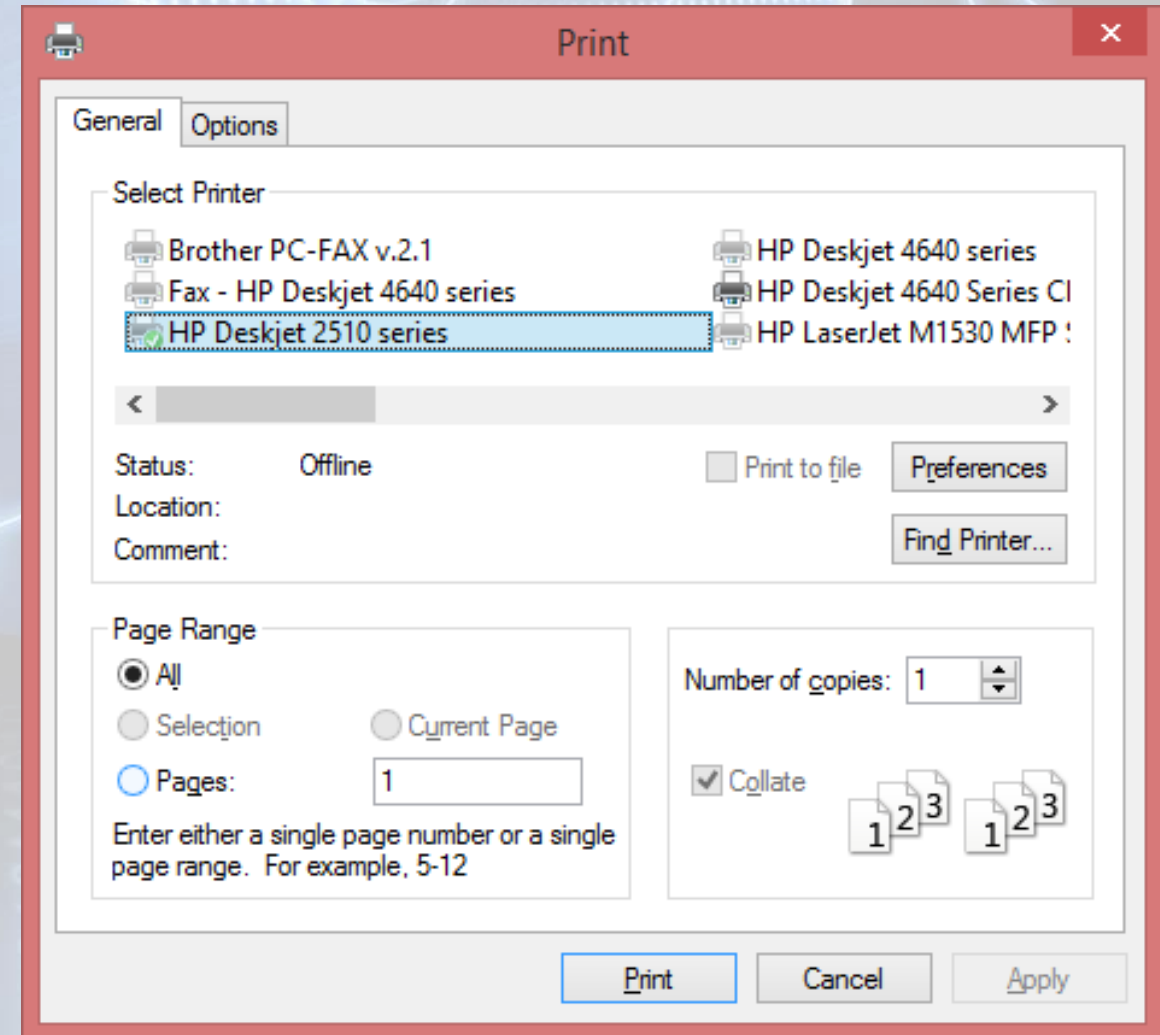 Print
General Options
Select Printer
Brother PC-FAX v.2.1
Fax - HP Deskjet 4640 series
HP Deskjet 2510 series
HP Deskjet 4640 series
HP Deskjet 4640 Series Cl
HP LaserJet M1530 MFP S
Status: Offline
Location:
Comment:
Print to file
Preferences
Find Printer...
Page Range
All
Selection Current Page
Pages: 1
Enter either a single page number or a single
page range. For example, 5-12
Number of copies: 1
Collate
1 2 3 1 2 3
Print Cancel Apply